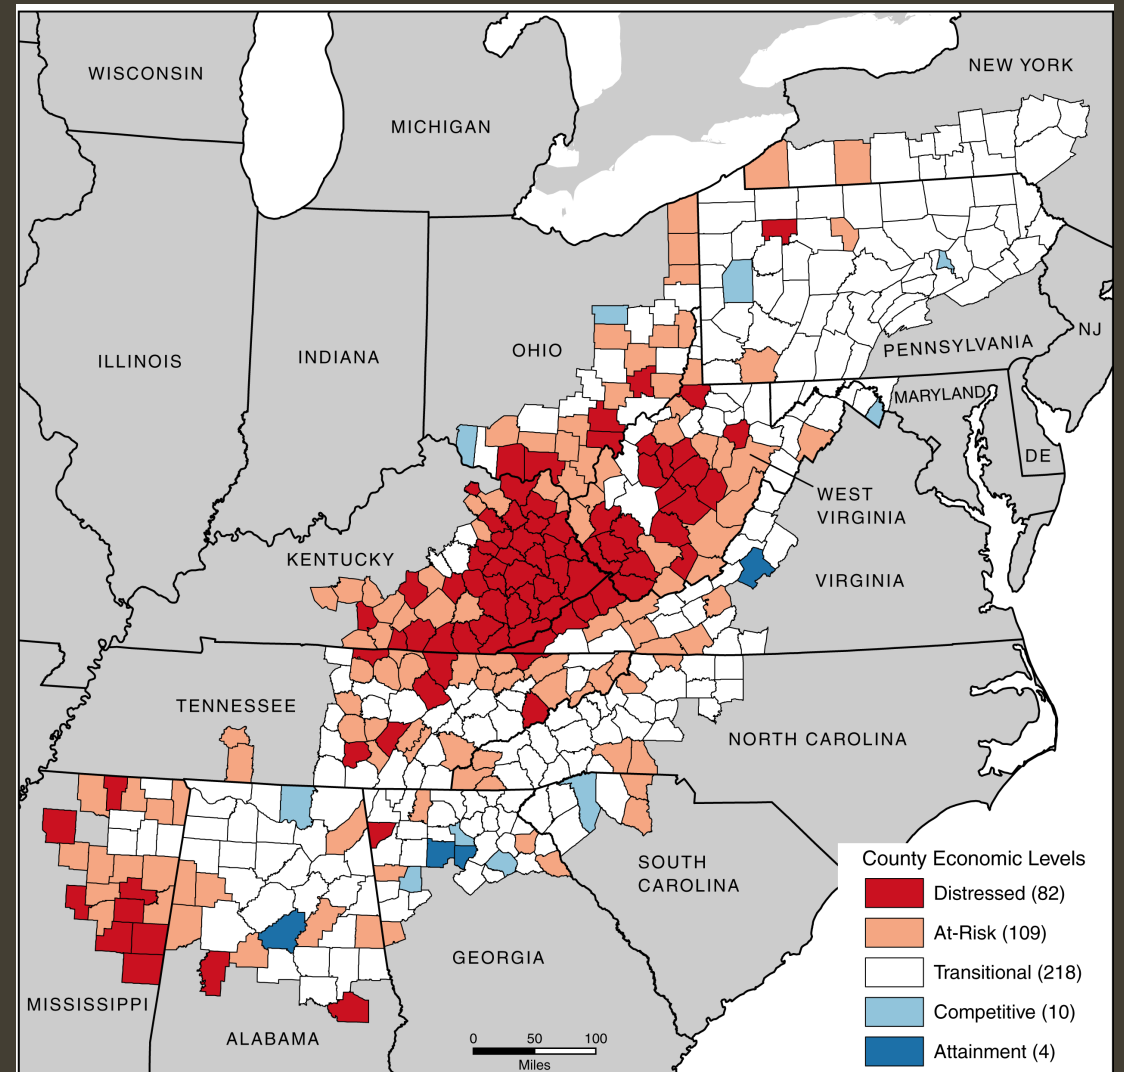 WISCONSIN
MICHIGAN
NEW YORK
ILLINOIS
INDIANA
OHIO
PENNSYLVANIA
NJ
MARYLAND
DE
WEST
VIRGINIA
KENTUCKY
VIRGINIA
TENNESSEE
NORTH CAROLINA
SOUTH
CAROLINA
GEORGIA
MISSISSIPPI
ALABAMA
0 50 100
Miles
County Economic Levels
Distressed (82)
At-Risk (109)
Transitional (218)
Competitive (10)
Attainment (4)